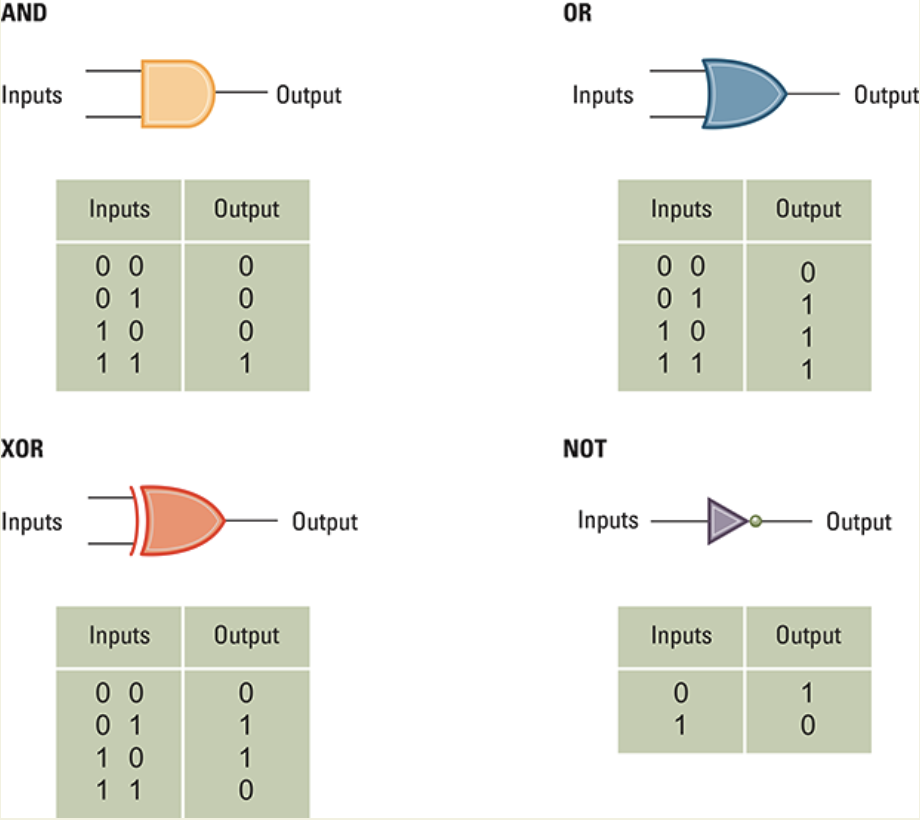 AND
Inputs Output
Inputs Output
0 0 0
0 1 0
1 0 0
1 1 1
OR
Inputs Output
Inputs Output
0 0 0
0 1 1
1 0 1
1 1 1
XOR
Inputs Output
Inputs Output
0 0 0
0 1 1
1 0 1
1 1 0
NOT
Inputs Output
Inputs Output
0 1
1 0